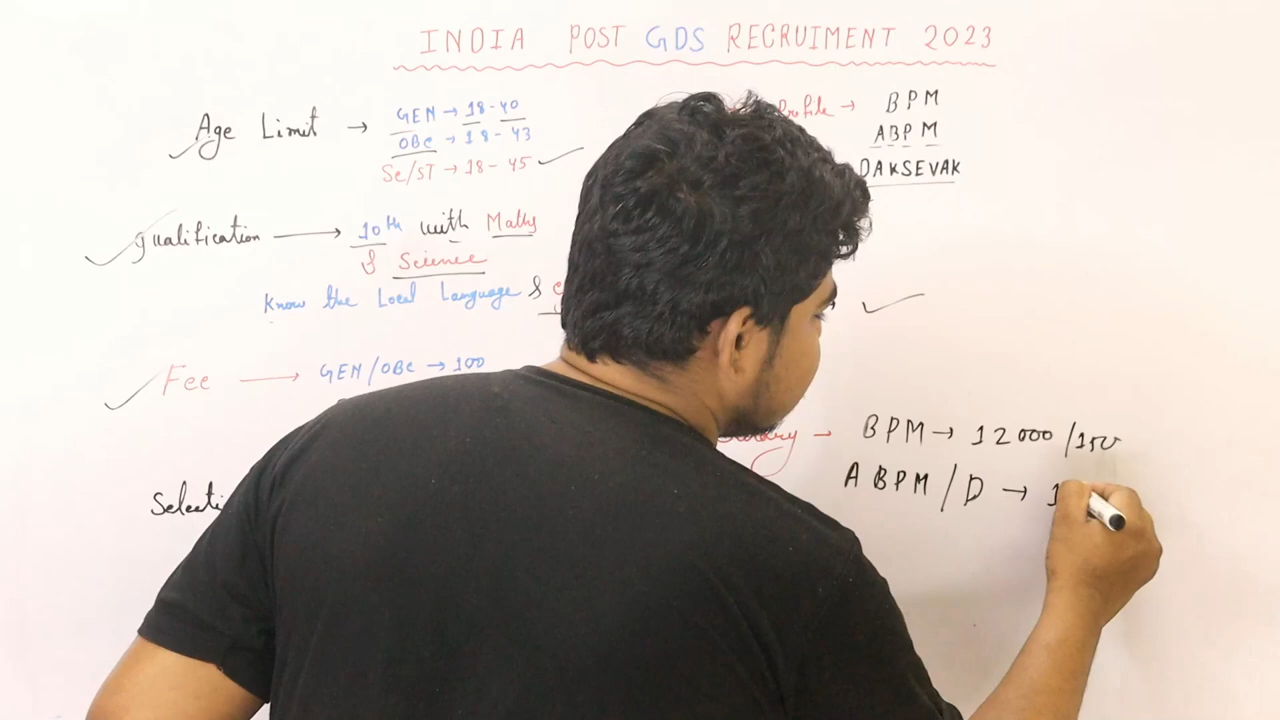 INDIA POST GDS RECRUIMENT 2023
Age Limit → GEN → 18-40
OBC → 18-43
SC/ST → 18-45
Qualification → 10th with Maths
& Science
Know the Local Language &
Fee → GEN/OBC → 100
Selecti
→ BPM
ABPM
DAKSEVAK
Salary → BPM → 12000/150
ABPM/D → 1